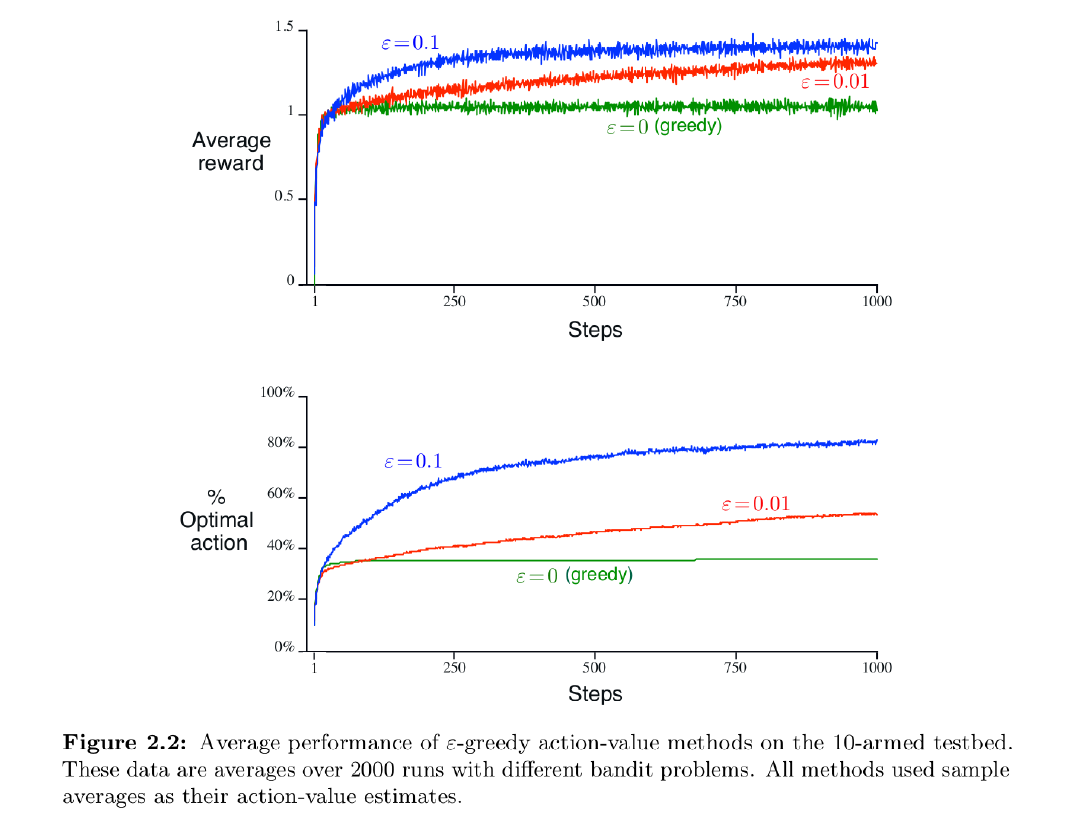 1.5
ε=0.1
ε=0.01
1
ε=0 (greedy)
Average
reward
0.5
0
1
250
500
750
1000
Steps
100%
80%
ε=0.1
60%
ε=0.01
%
Optimal
action
40%
ε=0 (greedy)
20%
0%
1
250
500
750
1000
Steps
Figure 2.2: Average performance of ε-greedy action-value methods on the 10-armed testbed.
These data are averages over 2000 runs with different bandit problems. All methods used sample
averages as their action-value estimates.